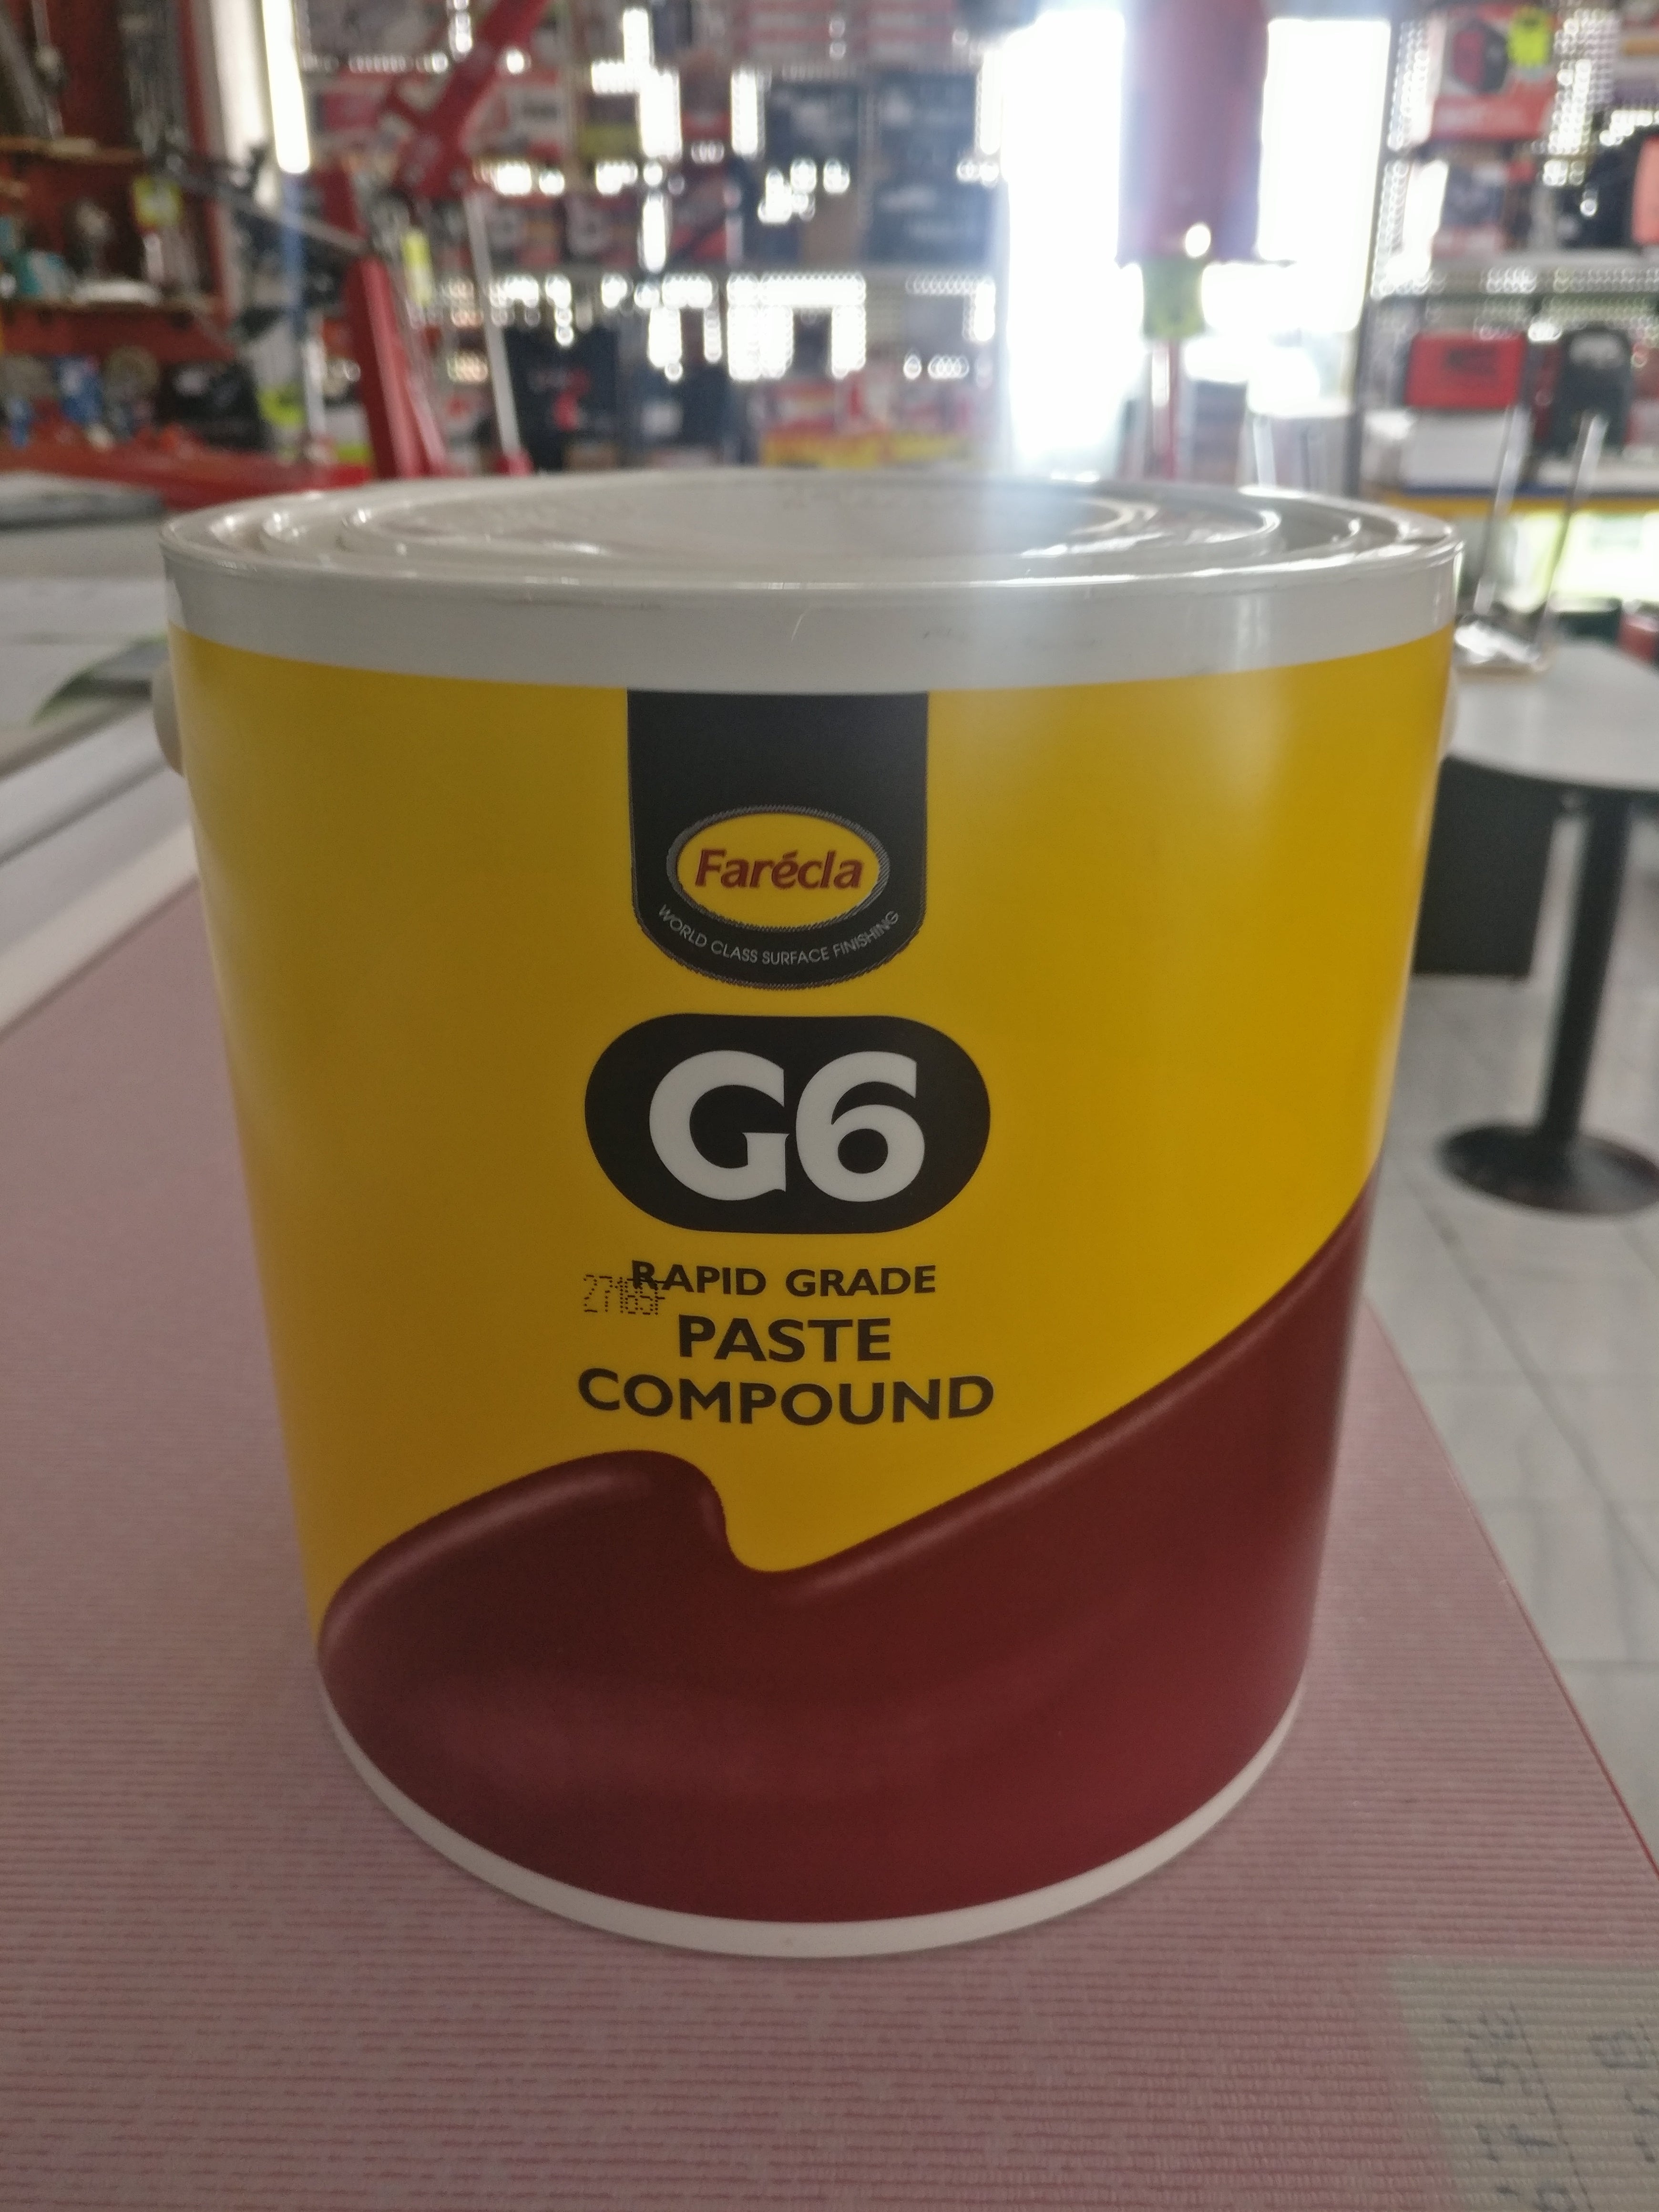 Farécla
WORLD CLASS SURFACE FINISHING
G6
RAPID GRADE
PASTE
COMPOUND